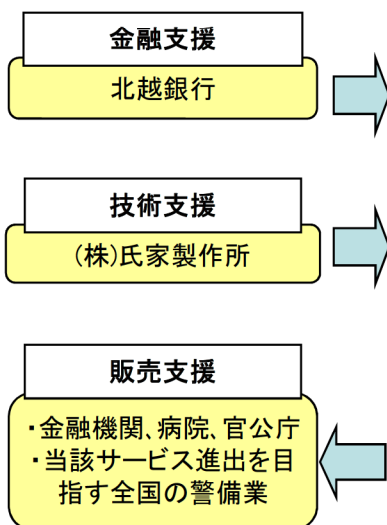 金融支援
北越銀行
技術支援
(株)氏家製作所
販売支援
・金融機関、病院、官公庁
・当該サービス進出を目
指す全国の警備業